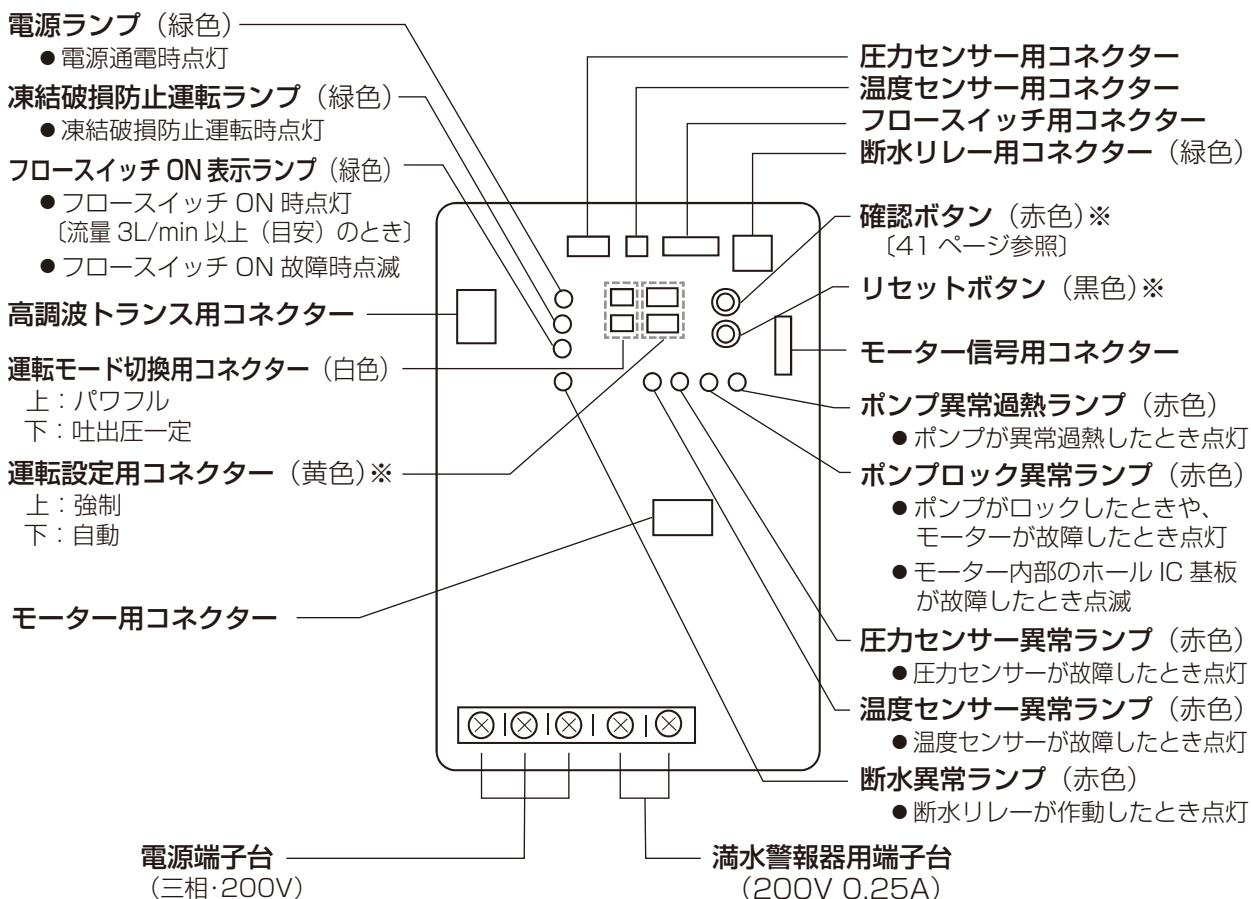 電源ランプ（緑色）
●電源通電時点灯
凍結破損防止運転ランプ（緑色）
●凍結破損防止運転時点灯
フロースイッチ ON 表示ランプ（緑色）
●フロースイッチ ON 時点灯
〔流量 3L/min 以上（目安）のとき〕
●フロースイッチ ON 故障時点滅
高調波トランス用コネクター
運転モード切換用コネクター（白色）
上：パワフル
下：吐出圧一定
運転設定用コネクター（黄色）※
上：強制
下：自動
モーター用コネクター
電源端子台
（三相·200V）
圧力センサー用コネクター
温度センサー用コネクター
フロースイッチ用コネクター
断水リレー用コネクター（緑色）
確認ボタン（赤色）※
〔41 ページ参照〕
リセットボタン（黒色）※
モーター信号用コネクター
ポンプ異常過熱ランプ（赤色）
●ポンプが異常過熱したとき点灯
ポンプロック異常ランプ（赤色）
●ポンプがロックしたときや、
モーターが故障したとき点灯
●モーター内部のホール IC 基板
が故障したとき点滅
圧力センサー異常ランプ（赤色）
●圧力センサーが故障したとき点灯
温度センサー異常ランプ（赤色）
●温度センサーが故障したとき点灯
断水異常ランプ（赤色）
●断水リレーが作動したとき点灯
満水警報器用端子台
（200V 0.25A）